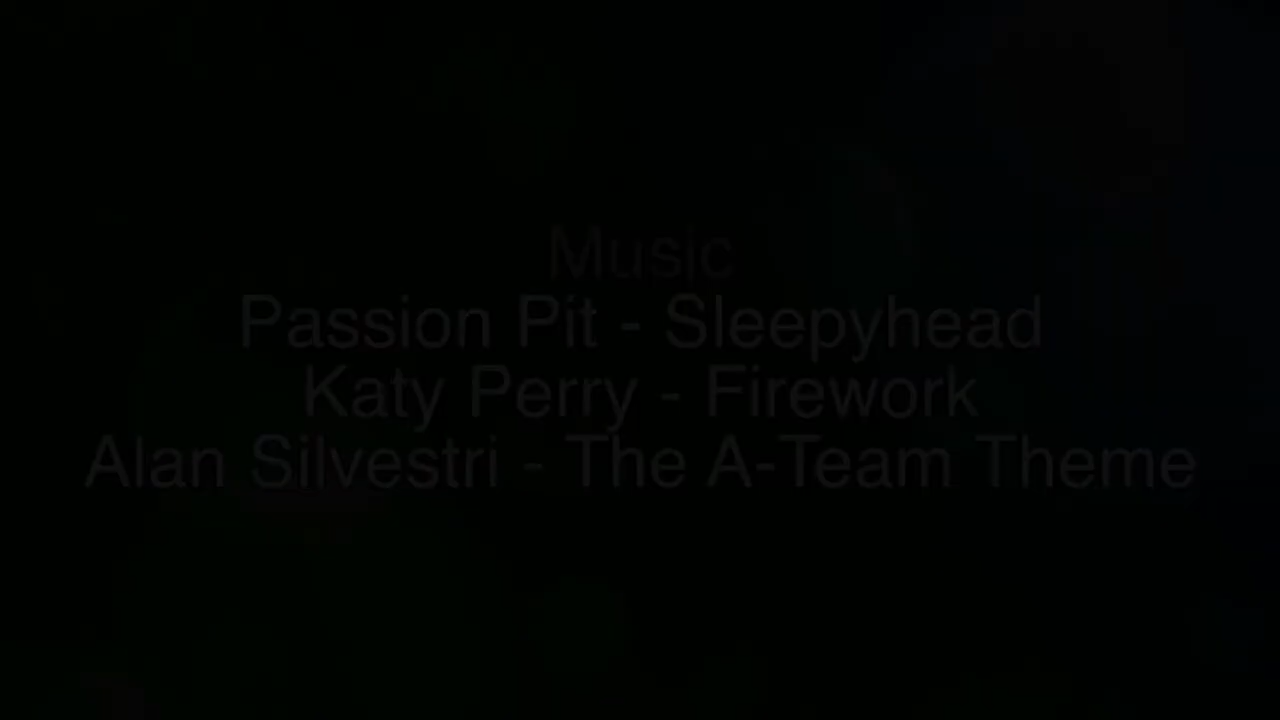 Music
Passion Pit - Sleepyhead
Katy Perry - Firework
Alan Silvestri - The A-Team Theme